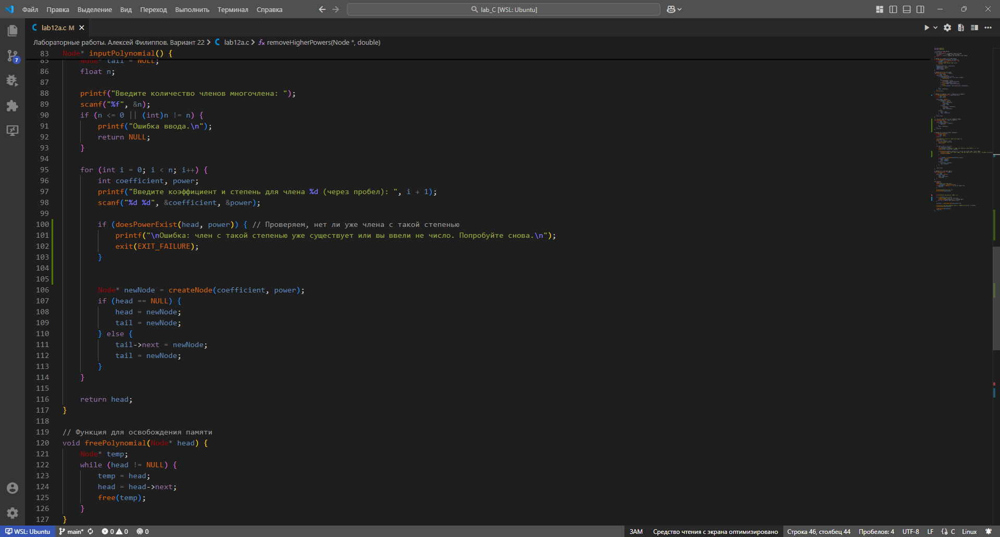 Файл Правка Выделение Вид Переход Выполнить Терминал Справка
lab_C [WSL: Ubuntu]
lab12a.c M
Лабораторные работы. Алексей Филиппов. Вариант 22 > lab12a.c > removeHigherPowers(Node *, double)
7
83 Node* inputPolynomial() {
85 Node* tail = NULL;
86 float n;
87
88 printf("Введите количество членов многочлена: ");
89 scanf("%f", &n);
90 if (n <= 0 || (int)n != n) {
91 printf("Ошибка ввода.\n");
92 return NULL;
93 }
94
95 for (int i = 0; i < n; i++) {
96 int coefficient, power;
97 printf("Введите коэффициент и степень для члена %d (через пробел): ", i + 1);
98 scanf("%d %d", &coefficient, &power);
99
100 if (doesPowerExist(head, power)) { // Проверяем, нет ли уже члена с такой степенью
101 printf("\nОшибка: член с такой степенью уже существует или вы ввели не число. Попробуйте снова.\n");
102 exit(EXIT_FAILURE);
103 }
104
105
106 Node* newNode = createNode(coefficient, power);
107 if (head == NULL) {
108 head = newNode;
109 tail = newNode;
110 } else {
111 tail->next = newNode;
112 tail = newNode;
113 }
114 }
115
116 return head;
117 }
118
119 // Функция для освобождения памяти
120 void freePolynomial(Node* head) {
121 Node* temp;
122 while (head != NULL) {
123 temp = head;
124 head = head->next;
125 free(temp);
126 }
127 }
WSL: Ubuntu main* 0 0 0 ЗАМ Средство чтения с экрана оптимизировано Строка 46, столбец 44 Пробелов: 4 UTF-8 LF {} C Linux